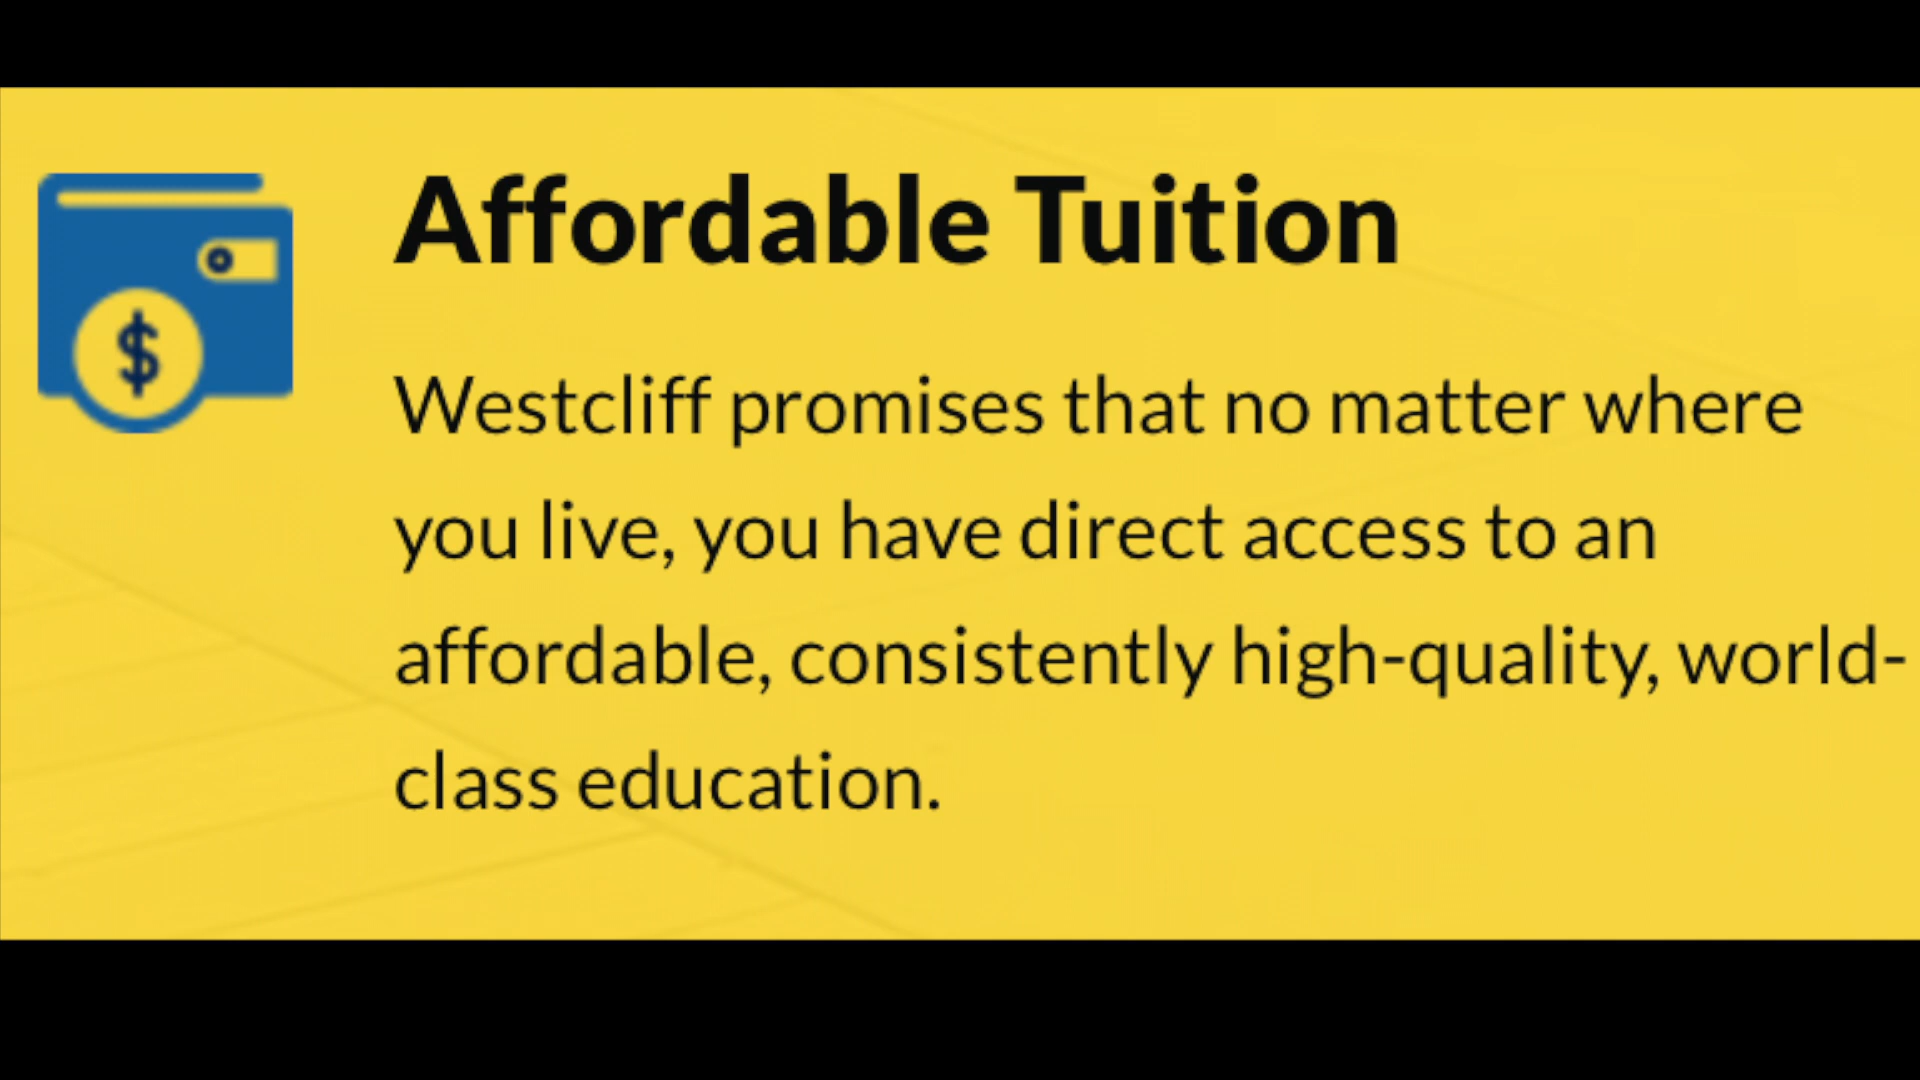 Affordable Tuition
Westcliff promises that no matter where
you live, you have direct access to an
affordable, consistently high-quality, world-
class education.
$